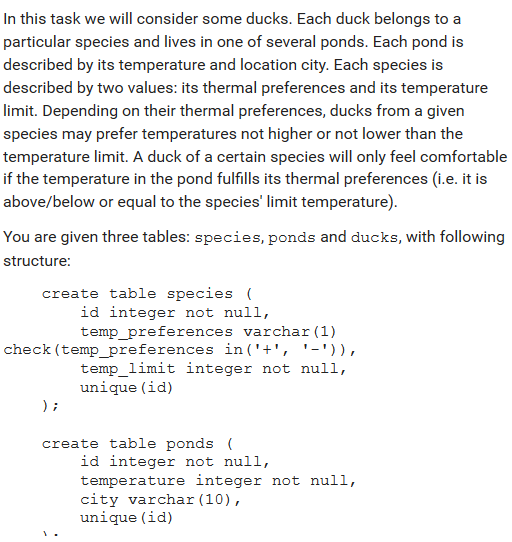 In this task we will consider some ducks. Each duck belongs to a
particular species and lives in one of several ponds. Each pond is
described by its temperature and location city. Each species is
described by two values: its thermal preferences and its temperature
limit. Depending on their thermal preferences, ducks from a given
species may prefer temperatures not higher or not lower than the
temperature limit. A duck of a certain species will only feel comfortable
if the temperature in the pond fulfills its thermal preferences (i.e. it is
above/below or equal to the species' limit temperature).
You are given three tables: species, ponds and ducks, with following
structure:
create table species (
id integer not null,
temp_preferences varchar(1)
check(temp_preferences in('+', '-')),
temp_limit integer not null,
unique(id)
);
create table ponds (
id integer not null,
temperature integer not null,
city varchar(10),
unique(id)